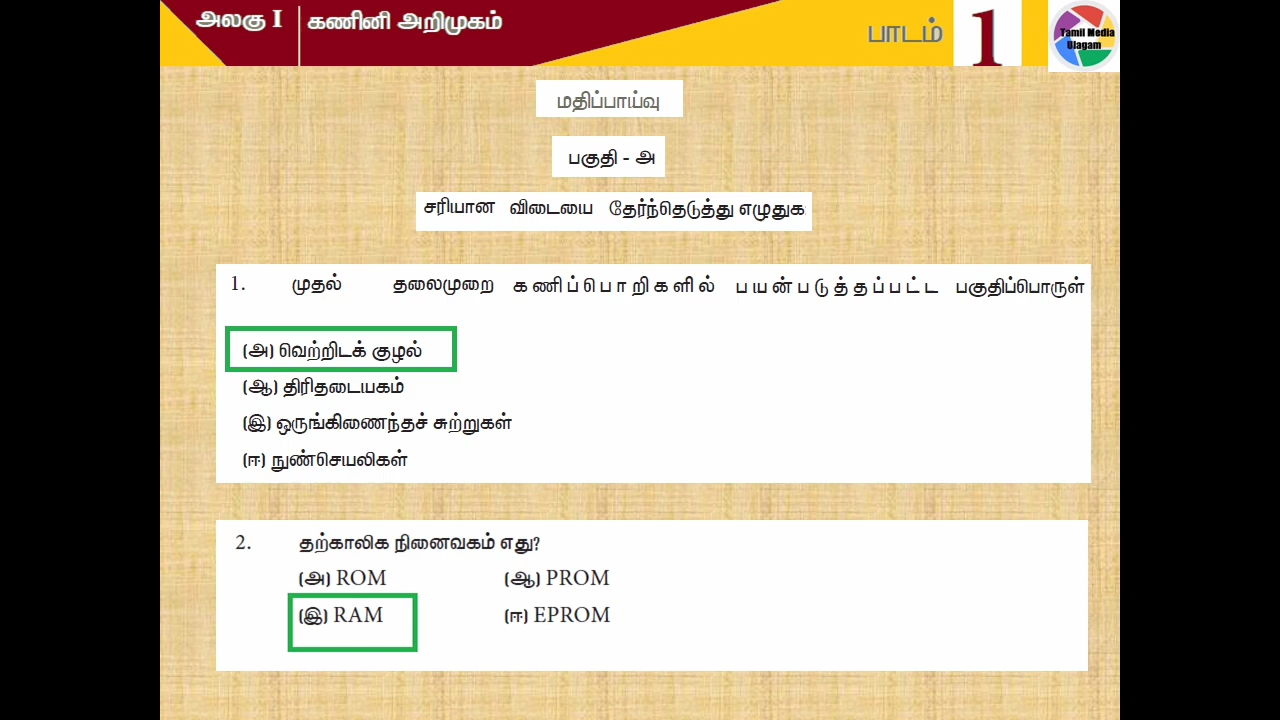 அலகு I கணினி அறிமுகம்
பாடம் 1
Tamil Media
Ulagam
மதிப்பாய்வு
பகுதி - அ
சரியான விடையை தேர்ந்தெடுத்து எழுதுக
1. முதல் தலைமுறை கணிப்பொறிகளில் பயன்படுத்தப்பட்ட பகுதிப்பொருள்
(அ) வெற்றிடக் குழல்
(ஆ) திரிதடையகம்
(இ) ஒருங்கிணைந்தச் சுற்றுகள்
(ஈ) நுண்செயலிகள்
2. தற்காலிக நினைவகம் எது?
(அ) ROM (ஆ) PROM
(இ) RAM (ஈ) EPROM